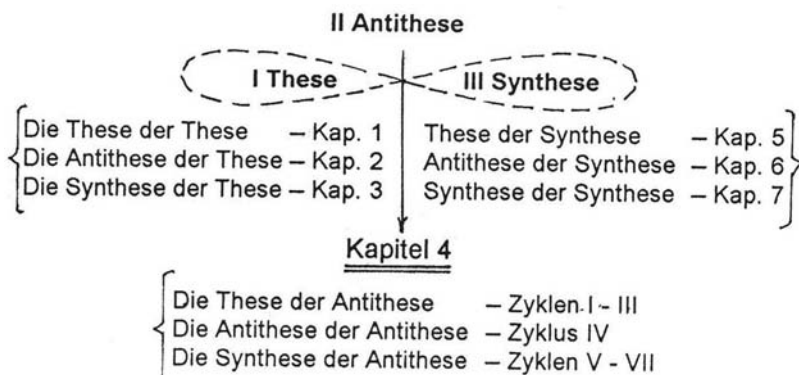 II Antithese
I These
III Synthese
Die These der These – Kap. 1
Die Antithese der These – Kap. 2
Die Synthese der These – Kap. 3
These der Synthese – Kap. 5
Antithese der Synthese – Kap. 6
Synthese der Synthese – Kap. 7
Kapitel 4
Die These der Antithese – Zyklen I - III
Die Antithese der Antithese – Zyklus IV
Die Synthese der Antithese – Zyklen V - VII